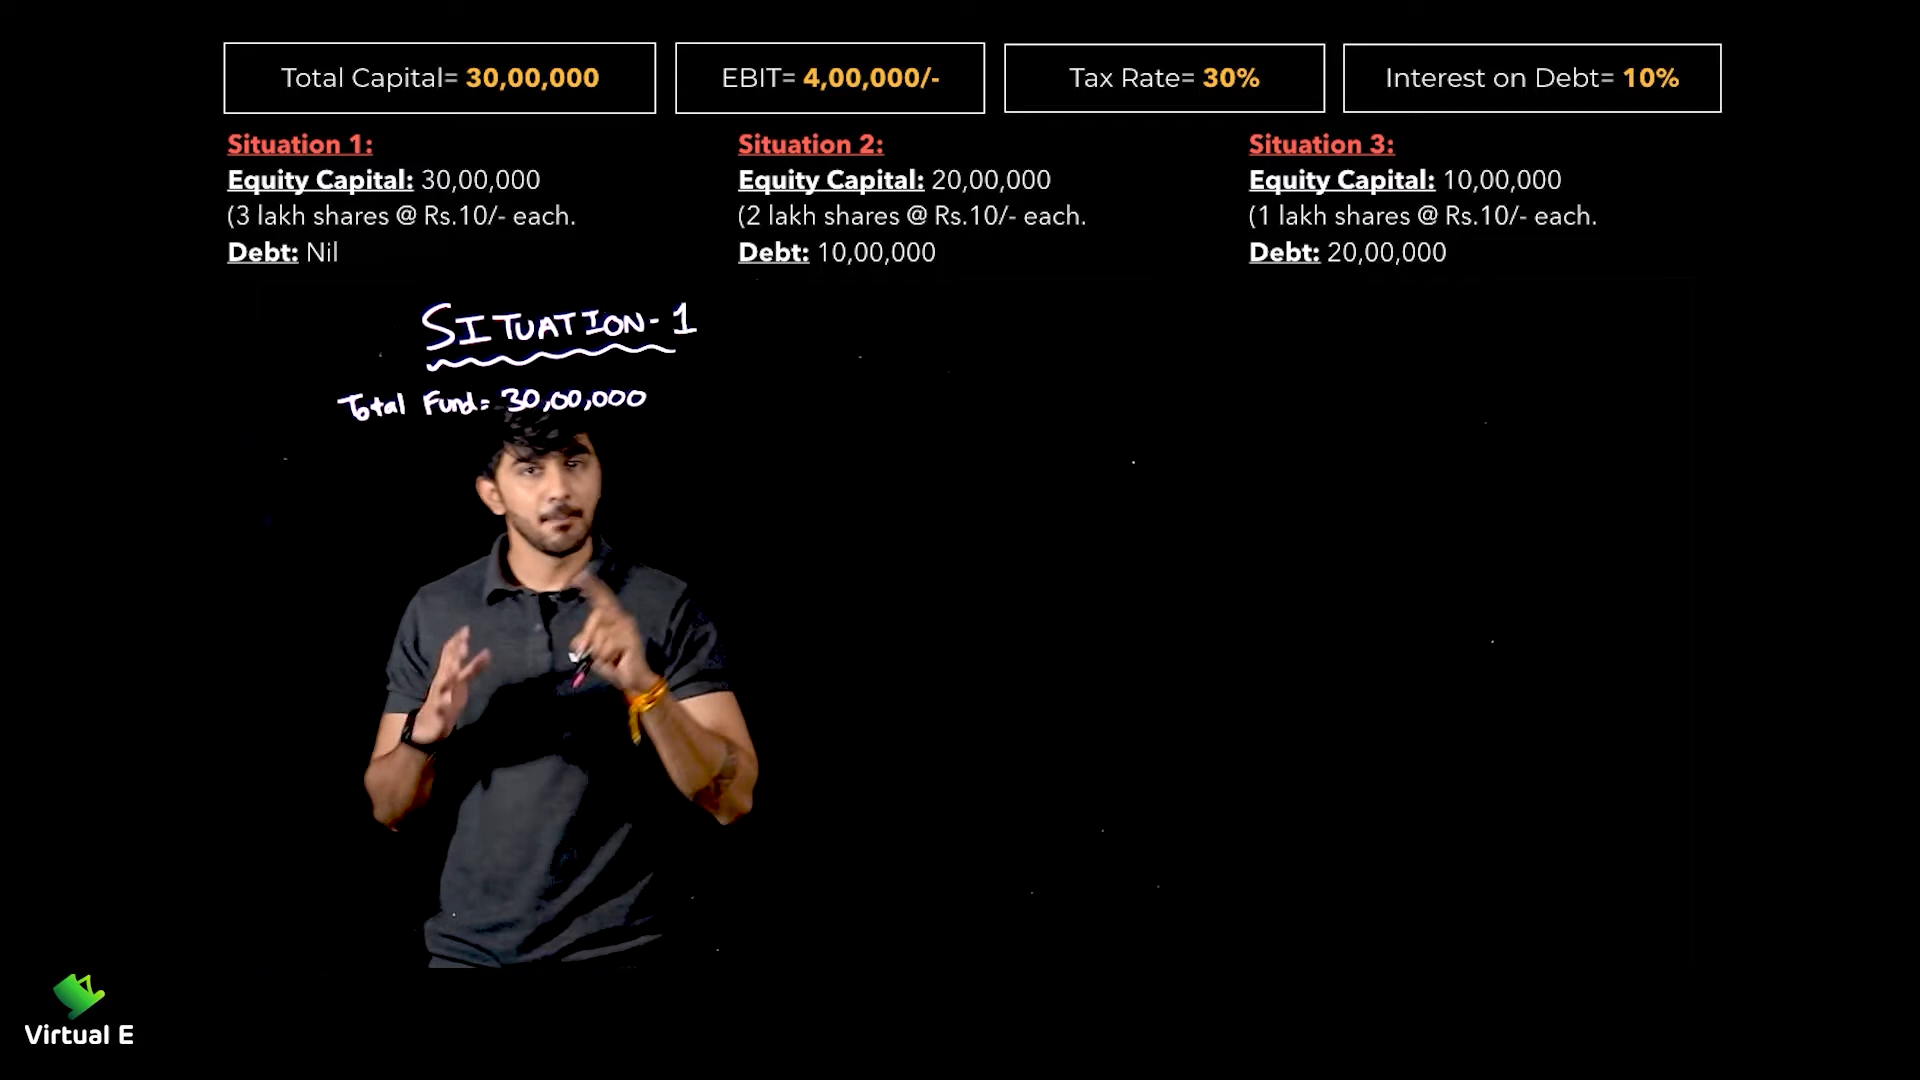 Total Capital= 30,00,000
EBIT= 4,00,000/-
Tax Rate= 30%
Interest on Debt= 10%
Situation 1:
Equity Capital: 30,00,000
(3 lakh shares @ Rs.10/- each.
Debt: Nil
Situation 2:
Equity Capital: 20,00,000
(2 lakh shares @ Rs.10/- each.
Debt: 10,00,000
Situation 3:
Equity Capital: 10,00,000
(1 lakh shares @ Rs.10/- each.
Debt: 20,00,000
SITUATION-1
Total Fund= 30,00,000
Virtual E